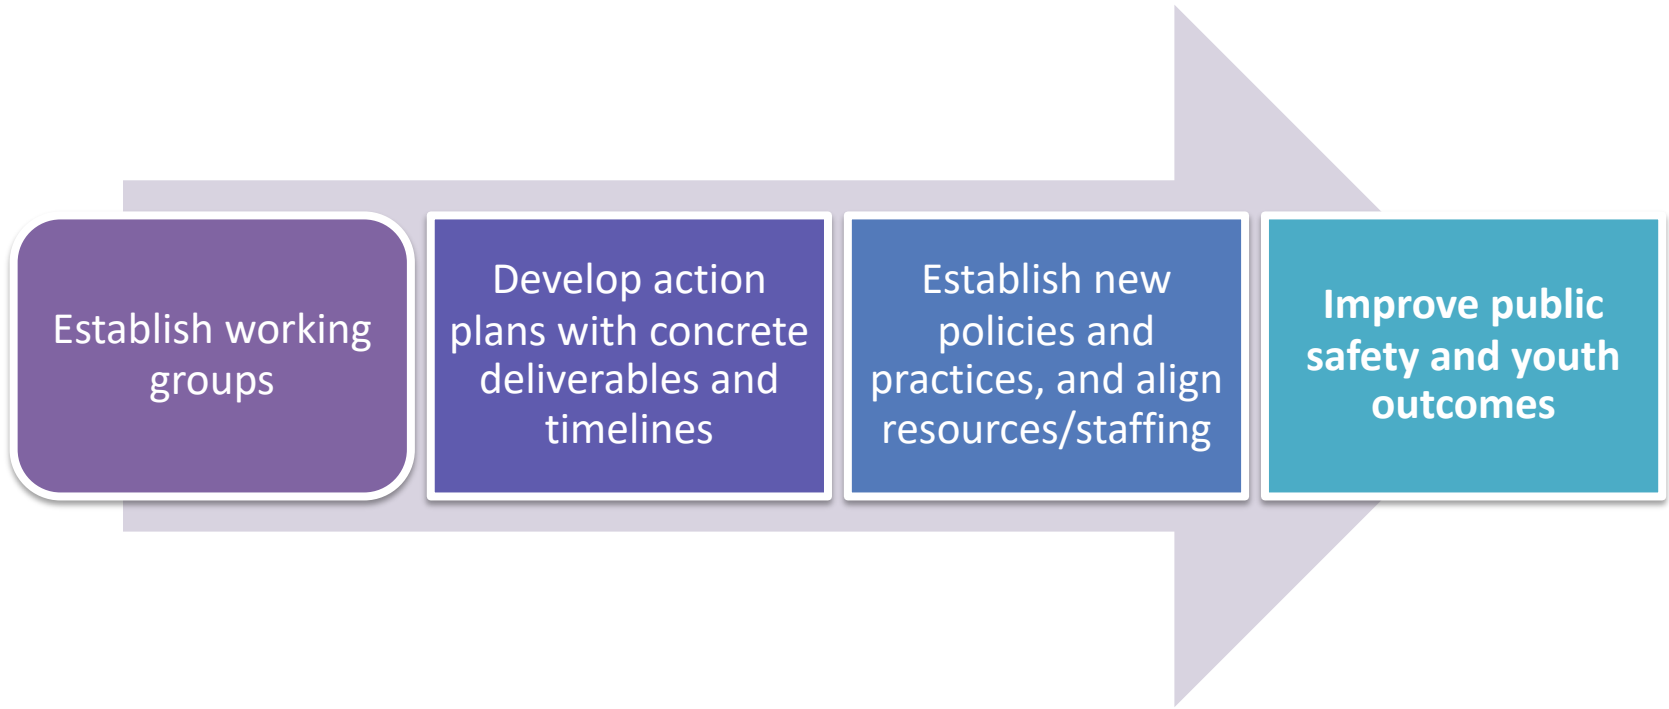 Establish working
groups
Develop action
plans with concrete
deliverables and
timelines
Establish new
policies and
practices, and align
resources/staffing
Improve public
safety and youth
outcomes